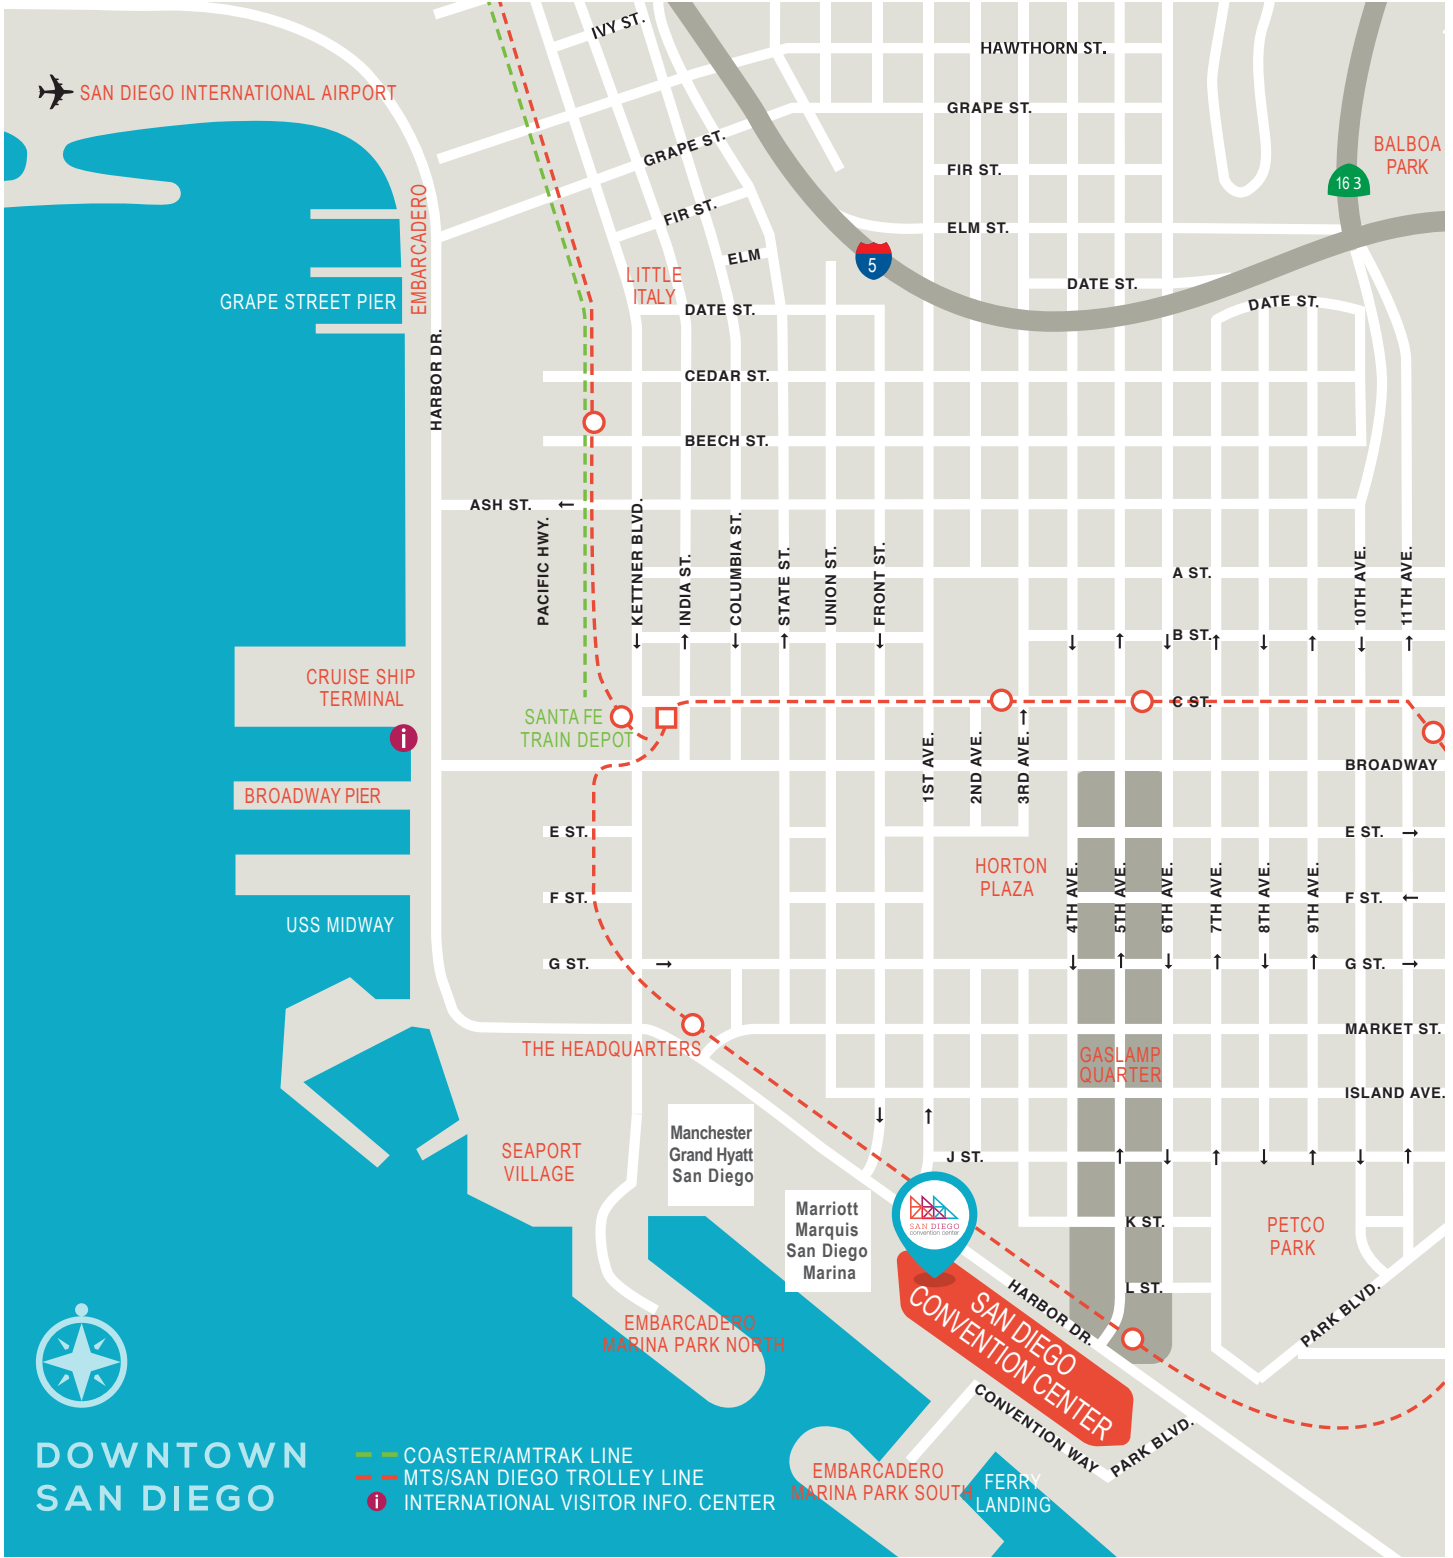 IVY ST.
HAWTHORN ST.
SAN DIEGO INTERNATIONAL AIRPORT
GRAPE ST.
GRAPE ST.
BALBOA
PARK
FIR ST.
163
EMBARCADERO
FIR ST.
ELM ST.
ELM
5
LITTLE
ITALY
DATE ST.
GRAPE STREET PIER
DATE ST.
DATE ST.
HARBOR DR.
CEDAR ST.
BEECH ST.
ASH ST.
PACIFIC HWY.
KETTNER BLVD.
INDIA ST.
COLUMBIA ST.
STATE ST.
UNION ST.
FRONT ST.
A ST.
10TH AVE.
11TH AVE.
B ST.
CRUISE SHIP
TERMINAL
C ST.
SANTA FE
TRAIN DEPOT
i
1ST AVE.
2ND AVE.
3RD AVE.
BROADWAY
BROADWAY PIER
E ST.
E ST.
HORTON
PLAZA
4TH AVE.
5TH AVE.
6TH AVE.
7TH AVE.
8TH AVE.
9TH AVE.
F ST.
F ST.
USS MIDWAY
G ST.
G ST.
MARKET ST.
THE HEADQUARTERS
GASLAMP
QUARTER
ISLAND AVE.
Manchester
Grand Hyatt
San Diego
SEAPORT
VILLAGE
J ST.
Marriott
Marquis
San Diego
Marina
SAN DIEGO
convention center
K ST.
PETCO
PARK
L ST.
HARBOR DR.
SAN DIEGO
CONVENTION CENTER
PARK BLVD.
EMBARCADERO
MARINA PARK NORTH
CONVENTION WAY
PARK BLVD.
EMBARCADERO
MARINA PARK SOUTH
FERRY
LANDING
DOWNTOWN
SAN DIEGO
COASTER/AMTRAK LINE
MTS/SAN DIEGO TROLLEY LINE
i INTERNATIONAL VISITOR INFO. CENTER